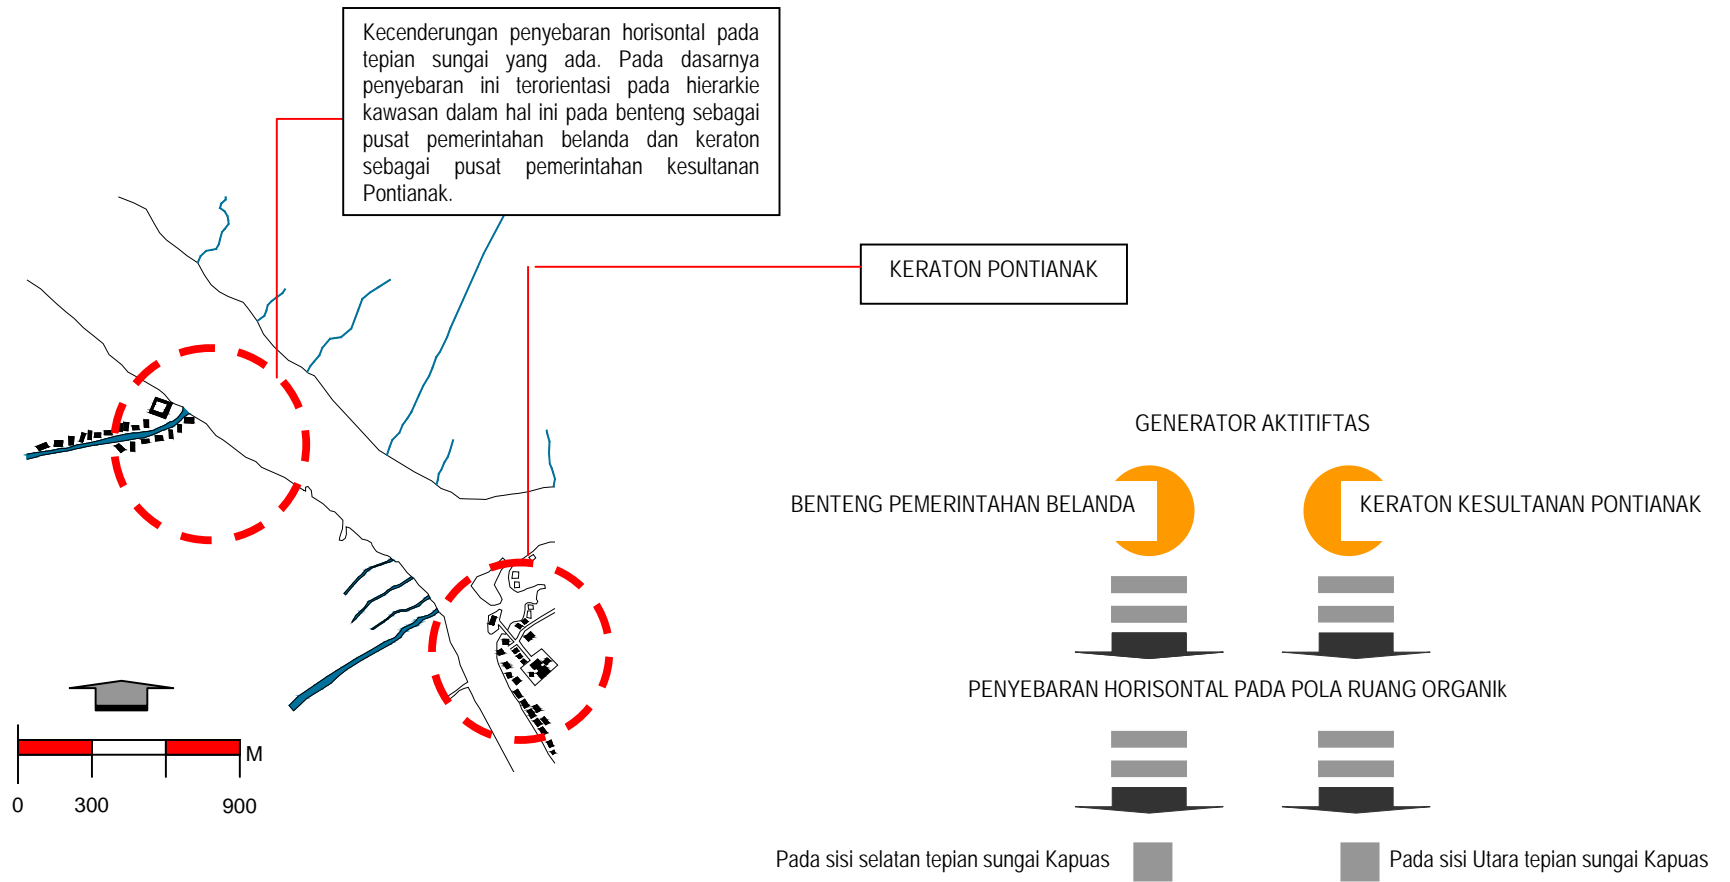 Kecenderungan penyebaran horisontal pada
tepian sungai yang ada. Pada dasarnya
penyebaran ini terorientasi pada hierarkie
kawasan dalam hal ini pada benteng sebagai
pusat pemerintahan belanda dan keraton
sebagai pusat pemerintahan kesultanan
Pontianak.
KERATON PONTIANAK
GENERATOR AKTITIFTAS
BENTENG PEMERINTAHAN BELANDA
KERATON KESULTANAN PONTIANAK
PENYEBARAN HORISONTAL PADA POLA RUANG ORGANIk
M
0 300 900
Pada sisi selatan tepian sungai Kapuas
Pada sisi Utara tepian sungai Kapuas